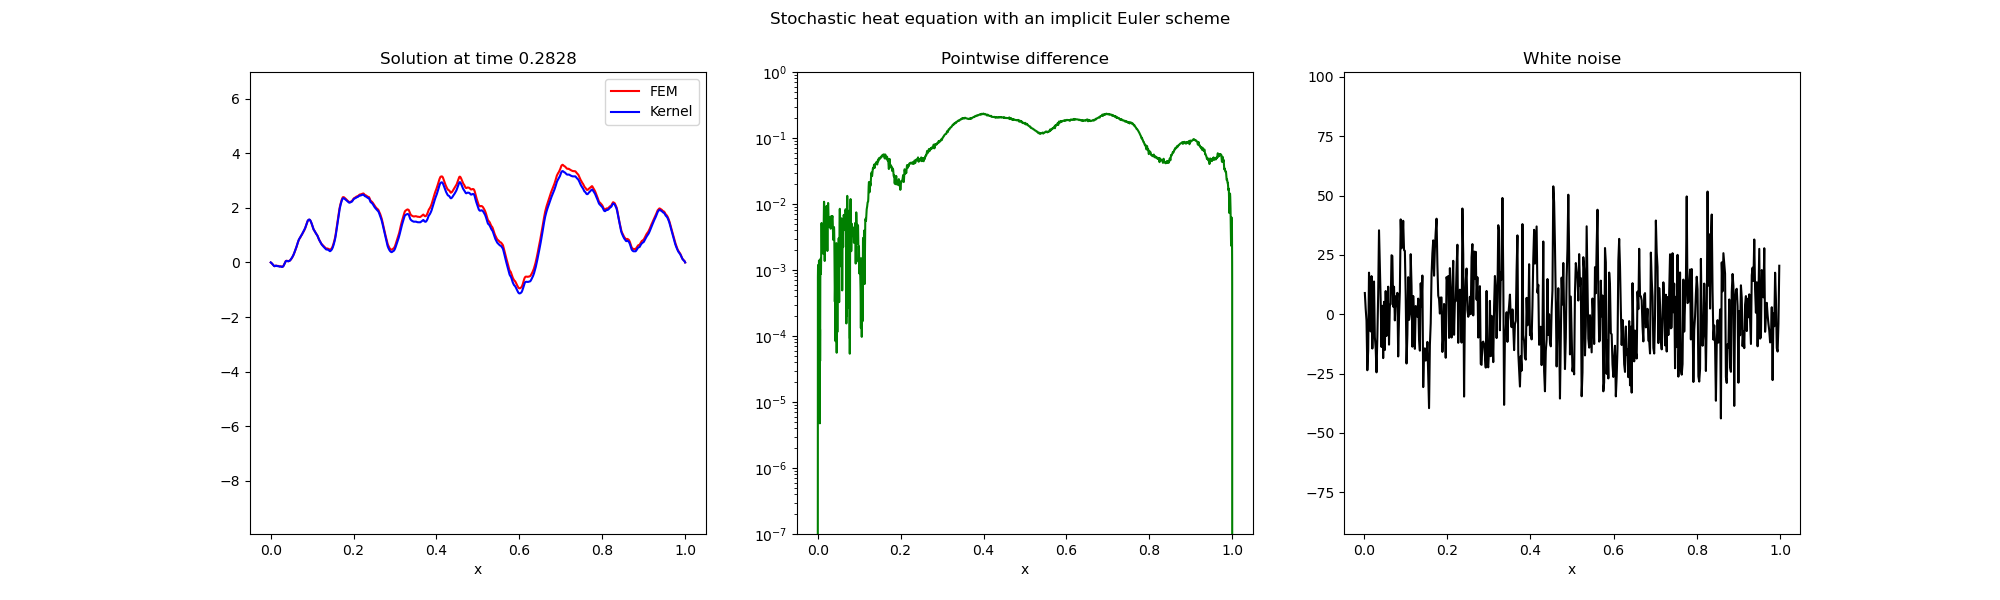 Stochastic heat equation with an implicit Euler scheme
Solution at time 0.2828
6
4
2
0
−2
−4
−6
−8
0.0 0.2 0.4 0.6 0.8 1.0
x
FEM
Kernel
Pointwise difference
10⁰
10⁻¹
10⁻²
10⁻³
10⁻⁴
10⁻⁵
10⁻⁶
10⁻⁷
0.0 0.2 0.4 0.6 0.8 1.0
x
White noise
100
75
50
25
0
−25
−50
−75
0.0 0.2 0.4 0.6 0.8 1.0
x